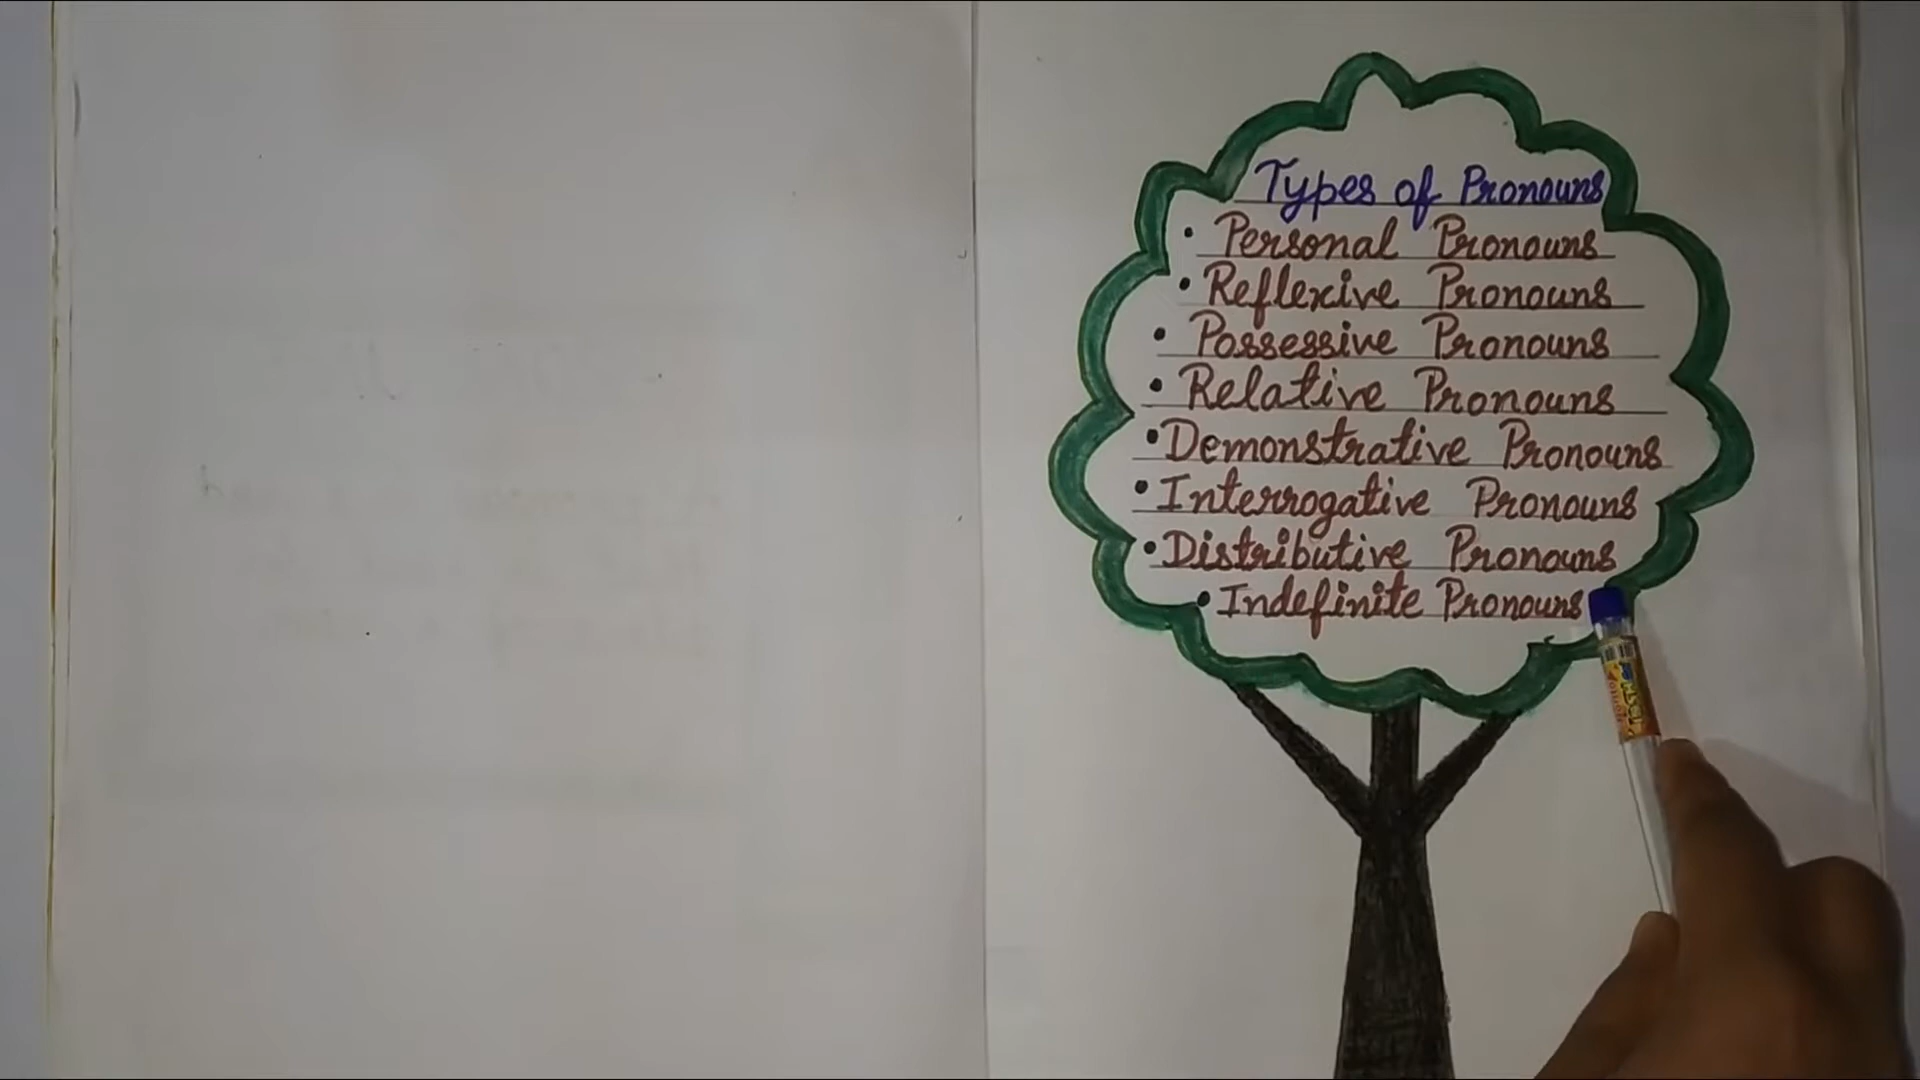 Types of Pronouns
• Personal Pronouns
• Reflexive Pronouns
• Possessive Pronouns
• Relative Pronouns
• Demonstrative Pronouns
• Interrogative Pronouns
• Distributive Pronouns
• Indefinite Pronouns